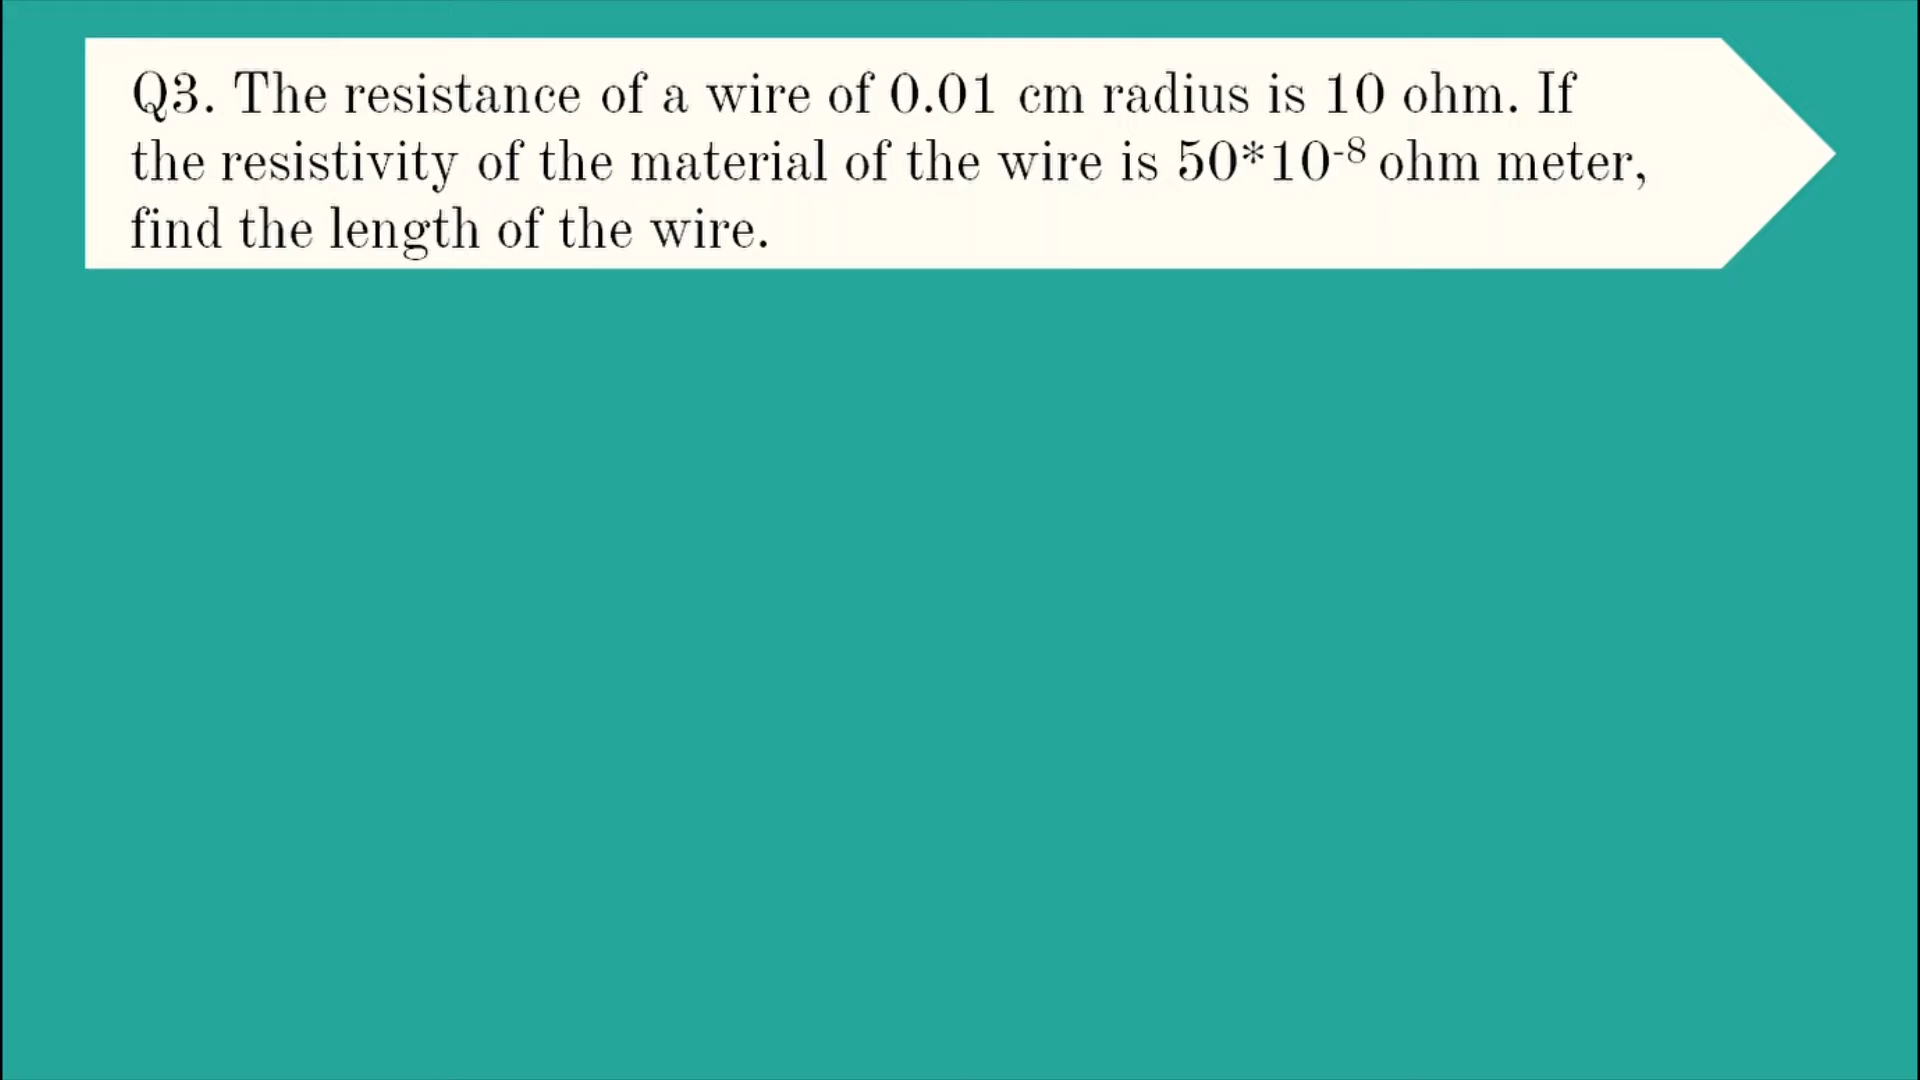 Q3. The resistance of a wire of 0.01 cm radius is 10 ohm. If
the resistivity of the material of the wire is 50*10⁻⁸ ohm meter,
find the length of the wire.